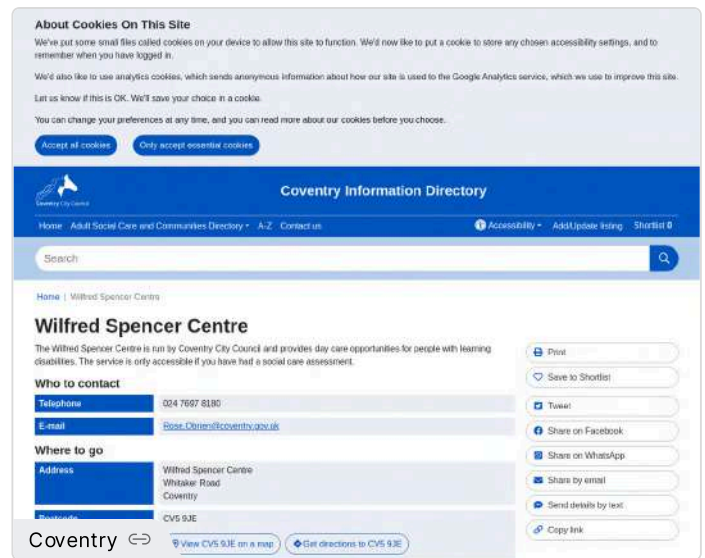 About Cookies On This Site
We've put some small files called cookies on your device to allow this site to function. We'd now like to put a cookie to store any chosen accessibility settings, and to
remember when you have logged in.
We'd also like to use analytics cookies, which sends anonymous information about how our site is used to the Google Analytics service, which we use to improve this site.
Let us know if this is OK. We'll save your choice in a cookie.
You can change your preferences at any time, and you can read more about our cookies before you choose.
Accept all cookies
Only accept essential cookies
Coventry City Council
Coventry Information Directory
Home Adult Social Care and Communities Directory A-Z Contact us
Accessibility Add/Update listing Shortlist 0
Search
Home | Wilfred Spencer Centre
Wilfred Spencer Centre
The Wilfred Spencer Centre is run by Coventry City Council and provides day care opportunities for people with learning
disabilities. The service is only accessible if you have had a social care assessment.
Who to contact
Telephone 024 7697 8180
E-mail Rose.Obrien@coventry.gov.uk
Where to go
Address Wilfred Spencer Centre
Whitaker Road
Coventry
Postcode CV5 9JE
View CV5 9JE on a map
Get directions to CV5 9JE
Print
Save to Shortlist
Tweet
Share on Facebook
Share on WhatsApp
Share by email
Send details by text
Copy link
Coventry